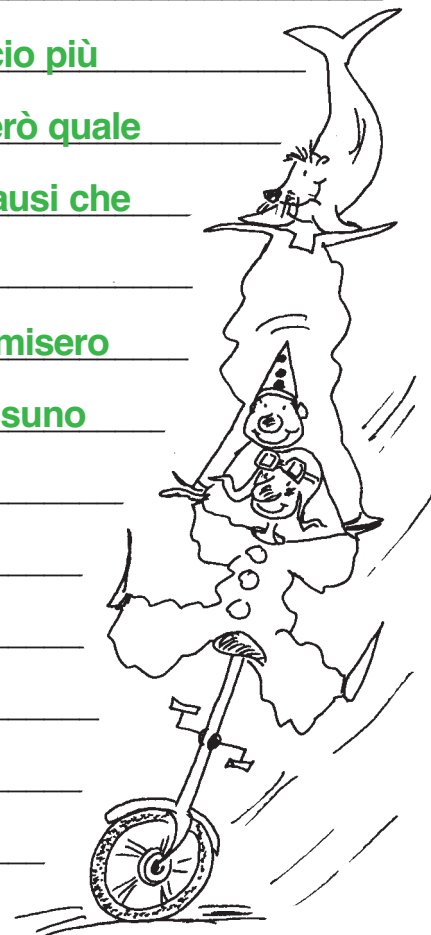 cio più
erò quale
ausi che
misero
suno